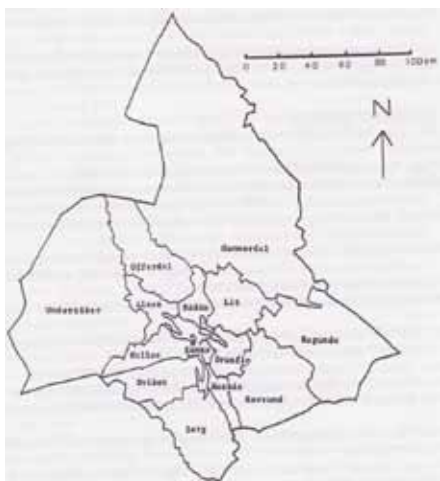 0 20 40 60 80 100km
N
Hammerdal
Offerdal
Lit
Undersåker
Alsen
Rödön
Ragunda
Hallen
Sunne
Brunflo
Oviken
Revsund
Berg